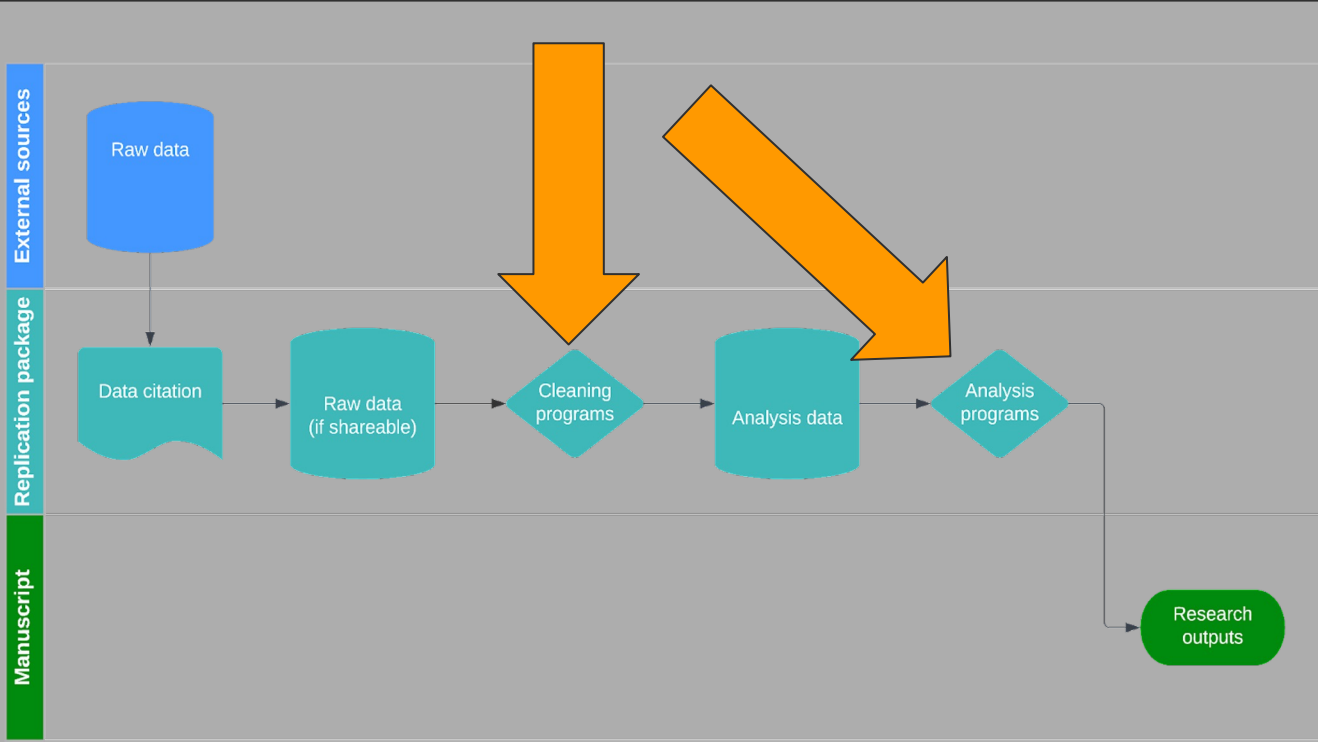 External sources
Raw data
Replication package
Data citation
Raw data
(if shareable)
Cleaning
programs
Analysis data
Analysis
programs
Manuscript
Research
outputs